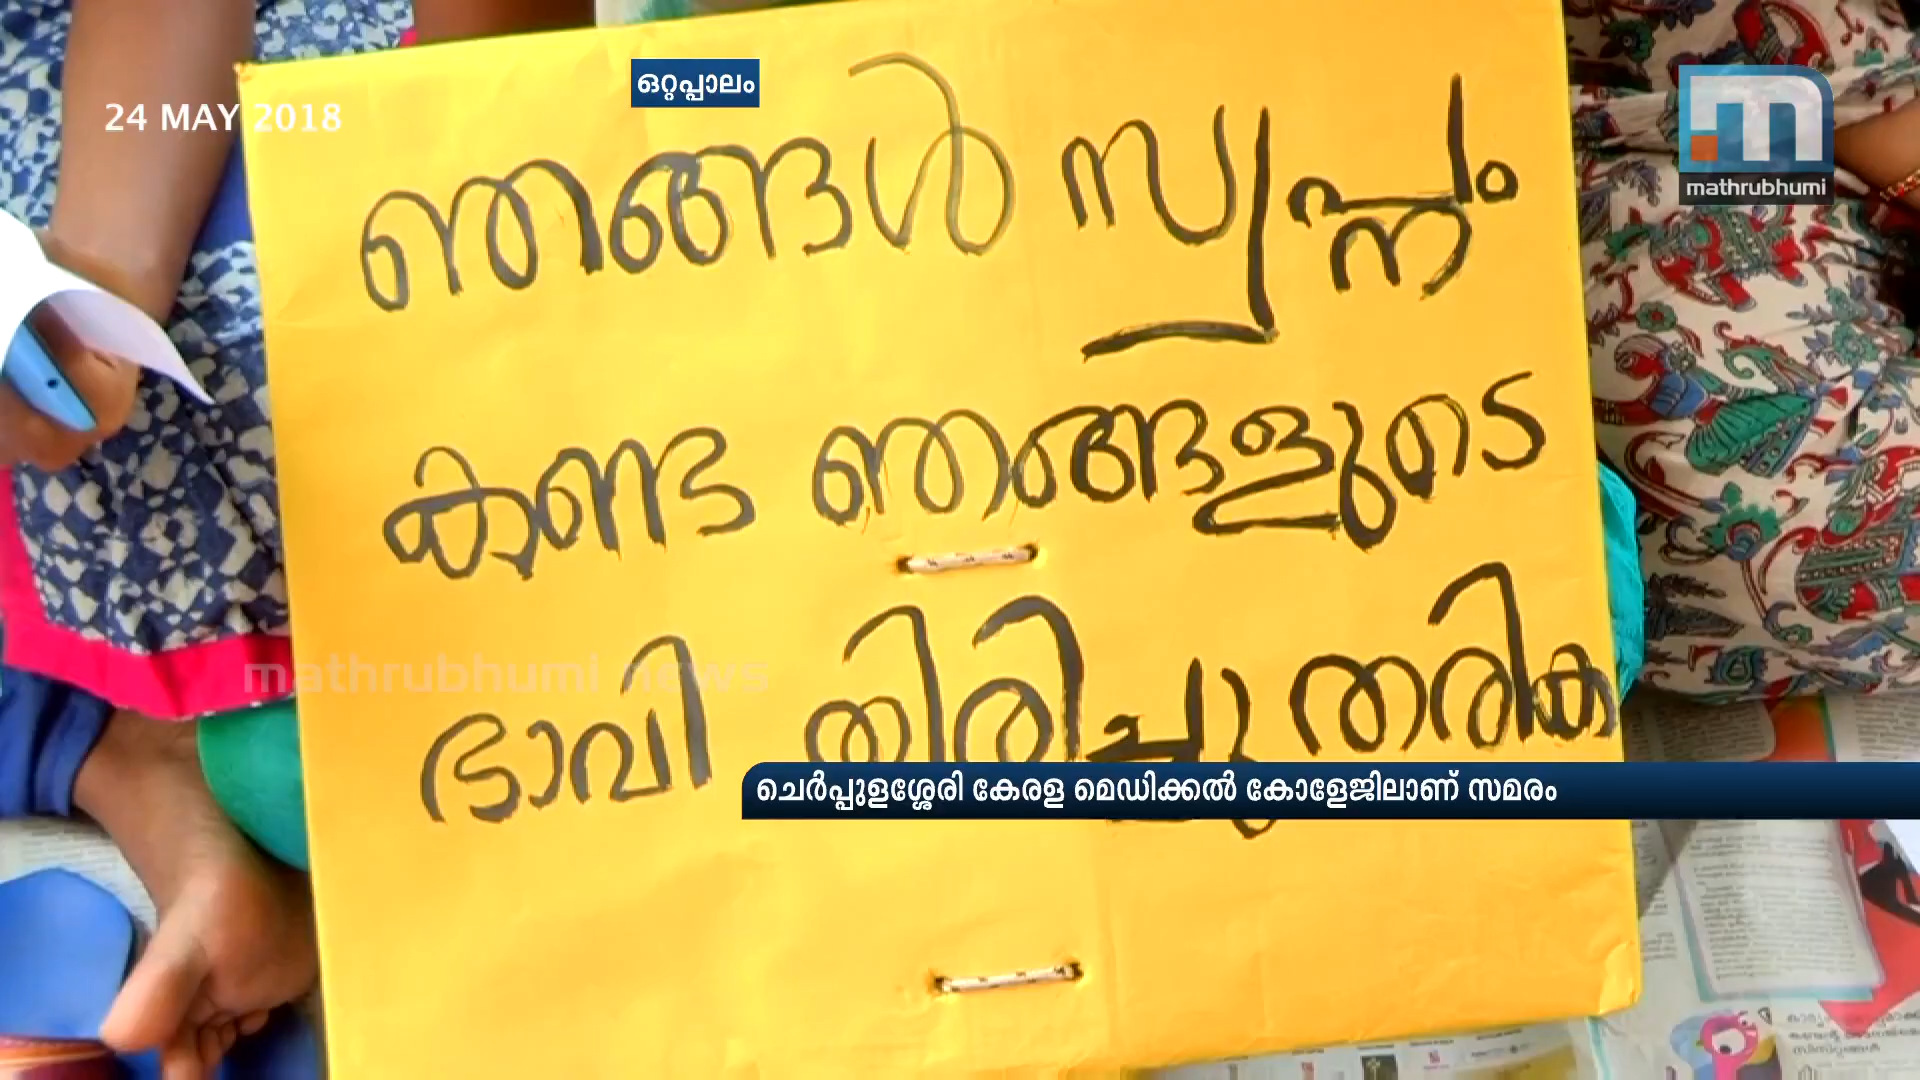 ഒറ്റപ്പാലം
24 MAY 2018
mathrubhumi
ഞങ്ങൾ സ്വപ്നം
കണ്ട ഞങ്ങളുടെ
ഭാവി തിരിച്ചു തരിക
mathrubhumi news
ചെർപ്പുളശ്ശേരി കേരള മെഡിക്കൽ കോളേജിലാണ് സമരം